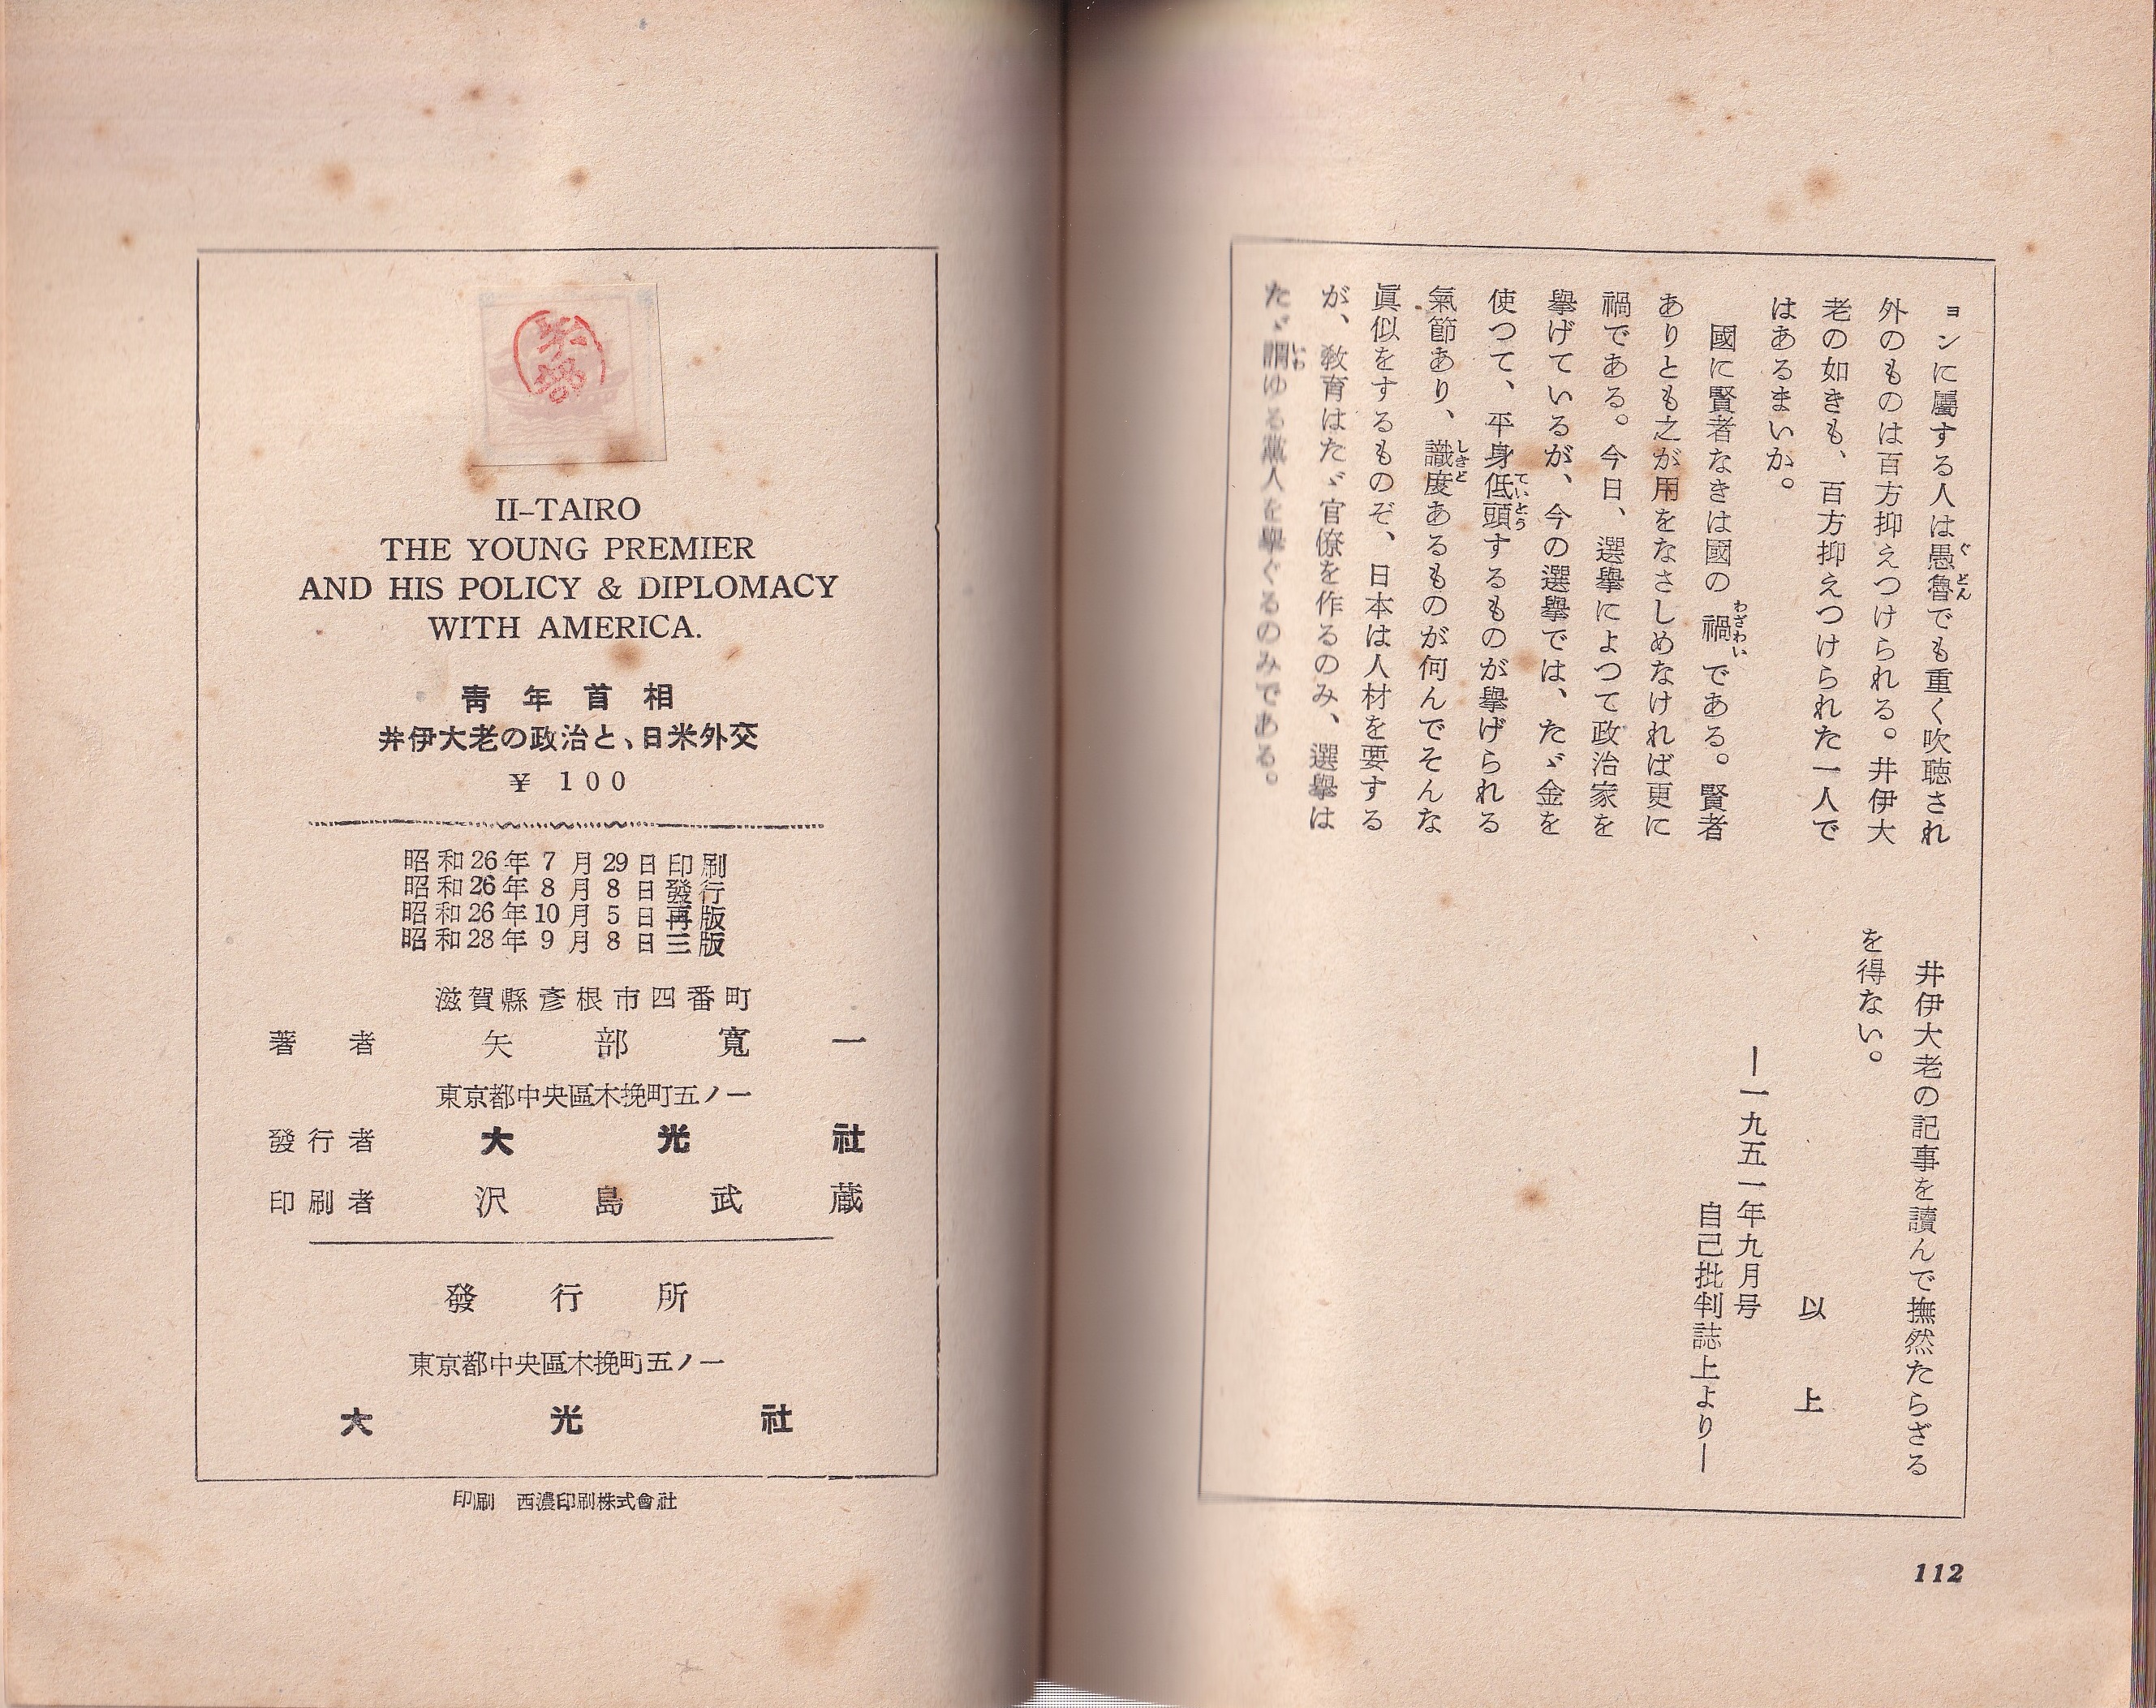 ョンに屬する人は愚魯でも重く吹聴され
外のものは百方抑えつけられる。井伊大
老の如きも、百方抑えつけられた一人で
はあるまいか。
國に賢者なきは國の禍である。賢者
ありとも之が用をなさしめなければ更に
禍である。今日、選擧によつて政治家を
擧げているが、今の選擧では、たゞ金を
使つて、平身低頭するものが擧げられる
氣節あり、識度あるものが何んでそんな
眞似をするものぞ、日本は人材を要する
が、敎育はたゞ官僚を作るのみ、選擧は
たゞ謂ゆる黨人を擧ぐるのみである。
井伊大老の記事を讀んで撫然たらざる
を得ない。
以上
―一九五一年九月号
自己批判誌上より―
112
II–TAIRO
THE YOUNG PREMIER
AND HIS POLICY & DIPLOMACY
WITH AMERICA.
靑年首相
井伊大老の政治と、日米外交
¥ 100
昭和26年7月29日印刷
昭和26年8月8日發行
昭和26年10月5日再版
昭和28年9月8日三版
滋賀縣彥根市四番町
著者 矢部寬一
東京都中央區木挽町五ノ一
發行者 大光社
印刷者 沢島武蔵
發行所
東京都中央區木挽町五ノ一
大光社
印刷 西濃印刷株式會社